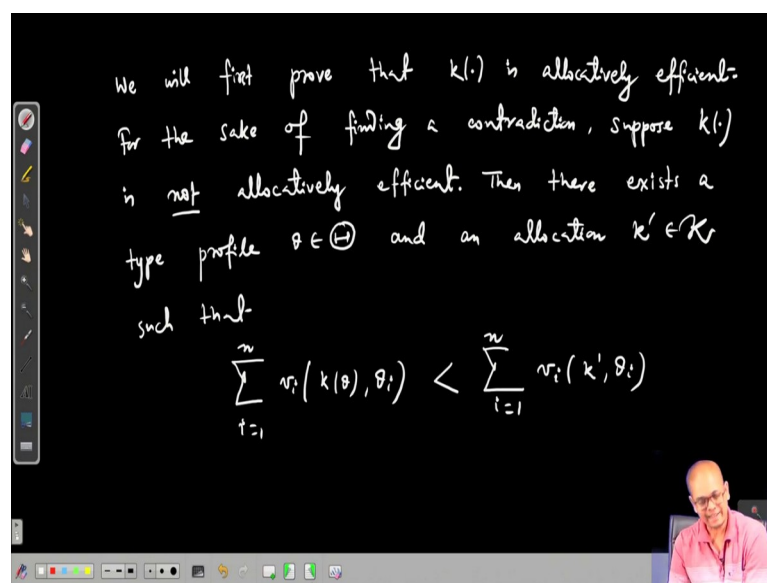 We will first prove that k(·) is allocatively efficient.
For the sake of finding a contradiction, suppose k(·)
is not allocatively efficient. Then there exists a
type profile θ ∈ Θ and an allocation k' ∈ 𝒦
such that
∑_{i=1}^{n} v_i(k(θ), θ_i) < ∑_{i=1}^{n} v_i(k', θ_i)